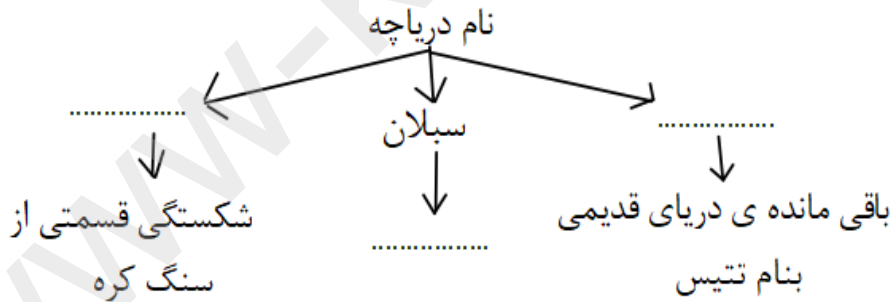 نام دریاچه
................
سبلان
................
باقی مانده ی دریای قدیمی
بنام تتیس
................
شکستگی قسمتی از
سنگ کره